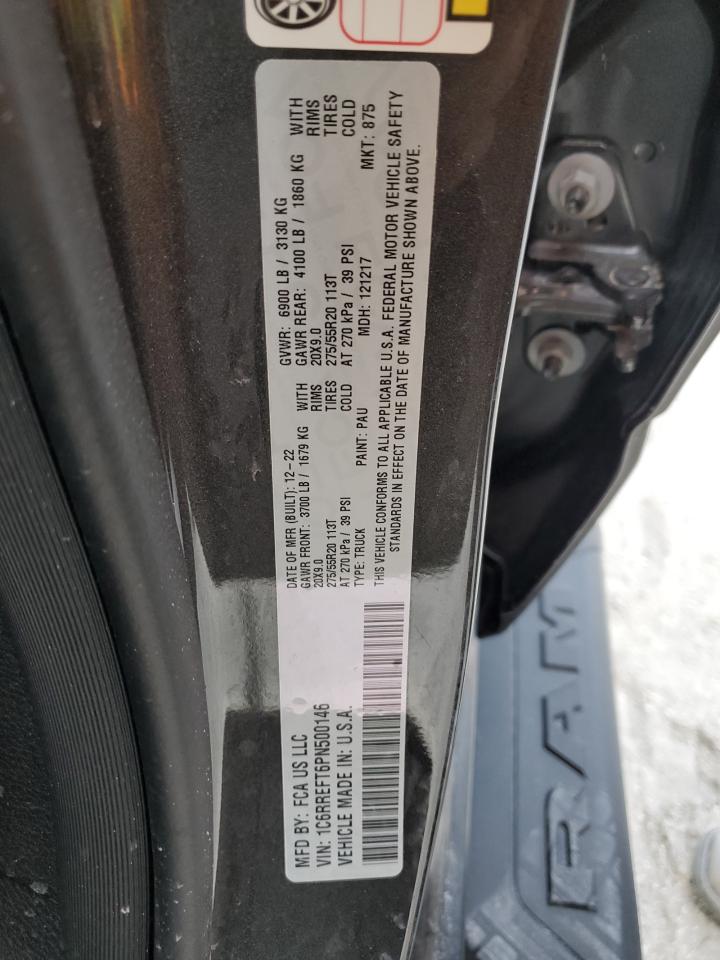 MFD BY: FCA US LLC
VIN: 1C6RREFT6PN500146
VEHICLE MADE IN: U.S.A.
DATE OF MFR (BUILT): 12-22 GVWR: 6900 LB / 3130 KG
GAWR FRONT: 3700 LB / 1679 KG WITH GAWR REAR: 4100 LB / 1860 KG WITH
20X9.0 RIMS 20X9.0 RIMS
275/55R20 113T TIRES 275/55R20 113T TIRES
AT 270 kPa / 39 PSI COLD AT 270 kPa / 39 PSI COLD
TYPE: TRUCK PAINT: PAU MDH: 121217 MKT: 875
THIS VEHICLE CONFORMS TO ALL APPLICABLE U.S.A. FEDERAL MOTOR VEHICLE SAFETY
STANDARDS IN EFFECT ON THE DATE OF MANUFACTURE SHOWN ABOVE.
RAM